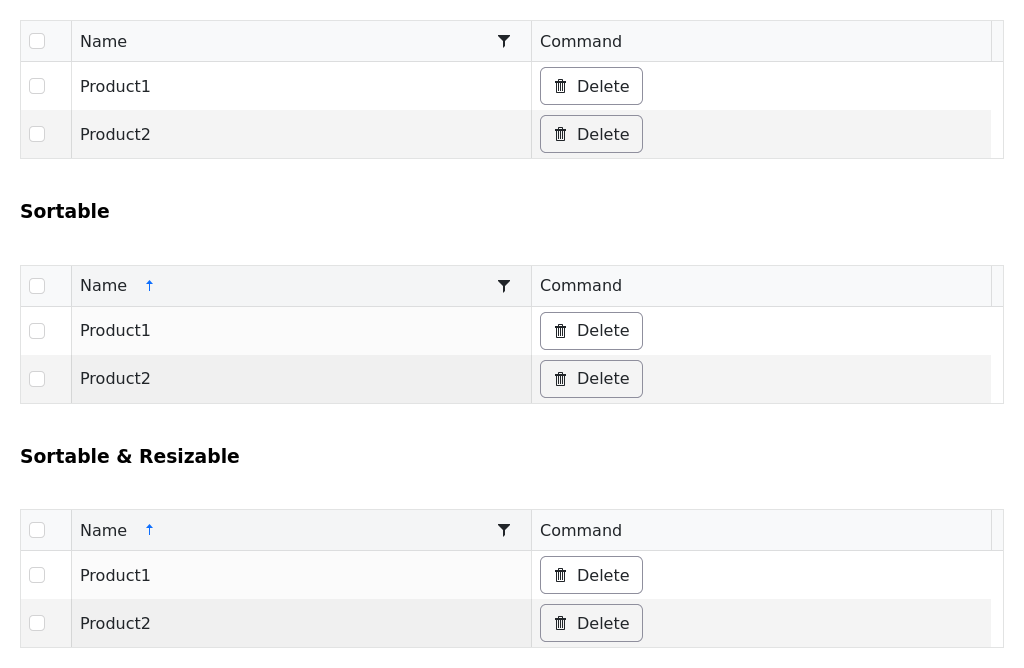 Name Command
Product1 Delete
Product2 Delete
Sortable
Name Command
Product1 Delete
Product2 Delete
Sortable & Resizable
Name Command
Product1 Delete
Product2 Delete